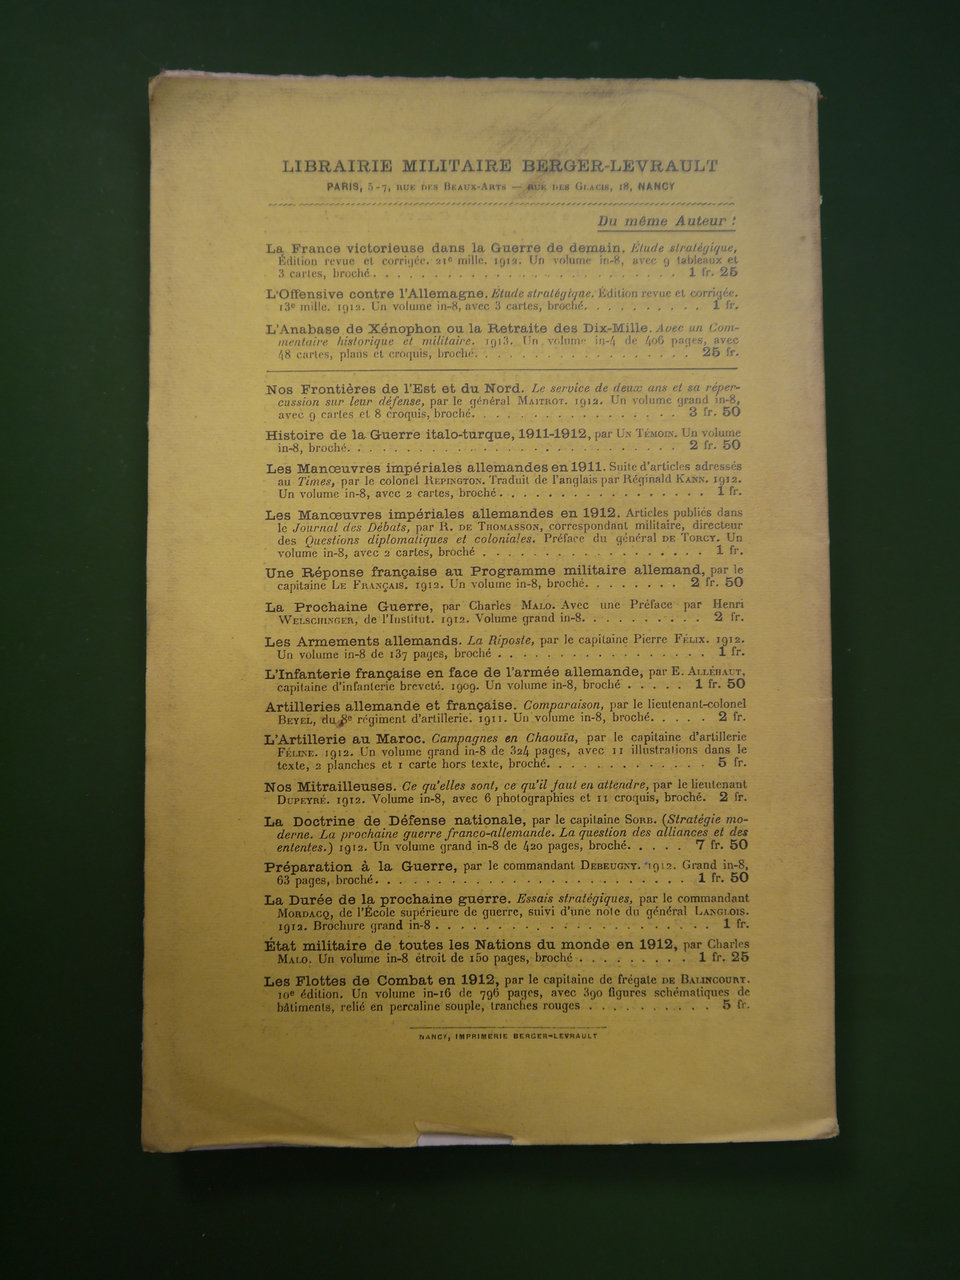 LIBRAIRIE MILITAIRE BERGER-LEVRAULT
PARIS, 5-7, RUE DES BEAUX-ARTS — RUE DES GLACIS, 18, NANCY
Du même Auteur :
La France victorieuse dans la Guerre de demain. Étude stratégique,
Édition revue et corrigée. 21e mille. 1912. Un volume in-8, avec 9 tableaux et
3 cartes, broché. . . . . . . . . . . . . . . . . . . . . . . 1 fr. 25
L'Offensive contre l'Allemagne. Étude stratégique. Édition revue et corrigée.
13e mille. 1912. Un volume in-8, avec 3 cartes, broché. . . . . . . . . . 1 fr.
L'Anabase de Xénophon ou la Retraite des Dix-Mille. Avec un Com-
mentaire historique et militaire. 1913. Un volume in-4 de 406 pages, avec
48 cartes, plans et croquis, broché. . . . . . . . . . . . . . . . 25 fr.
Nos Frontières de l'Est et du Nord. Le service de deux ans et sa réper-
cussion sur leur défense, par le général MAITROT. 1912. Un volume grand in-8,
avec 9 cartes et 8 croquis, broché. . . . . . . . . . . . . . . . 3 fr. 50
Histoire de la Guerre italo-turque, 1911-1912, par UN TÉMOIN. Un volume
in-8, broché. . . . . . . . . . . . . . . . . . . . . . . . . 2 fr. 50
Les Manœuvres impériales allemandes en 1911. Suite d'articles adressés
au Times, par le colonel REPINGTON. Traduit de l'anglais par Réginald KANN. 1912.
Un volume in-8, avec 2 cartes, broché . . . . . . . . . . . . . . . . 1 fr.
Les Manœuvres impériales allemandes en 1912. Articles publiés dans
le Journal des Débats, par R. DE THOMASSON, correspondant militaire, directeur
des Questions diplomatiques et coloniales. Préface du général DE TORCY. Un
volume in-8, avec 2 cartes, broché . . . . . . . . . . . . . . . . . 1 fr.
Une Réponse française au Programme militaire allemand, par le
capitaine LE FRANÇAIS. 1912. Un volume in-8, broché. . . . . . . . 2 fr. 50
La Prochaine Guerre, par Charles MALO. Avec une Préface par Henri
WELSCHINGER, de l'Institut. 1912. Volume grand in-8. . . . . . . . . . 2 fr.
Les Armements allemands. La Riposte, par le capitaine Pierre FÉLIX. 1912.
Un volume in-8 de 137 pages, broché . . . . . . . . . . . . . . . . 1 fr.
L'Infanterie française en face de l'armée allemande, par E. ALLÉHAUT,
capitaine d'infanterie breveté. 1909. Un volume in-8, broché . . . . . 1 fr. 50
Artilleries allemande et française. Comparaison, par le lieutenant-colonel
BEYEL, du 8e régiment d'artillerie. 1911. Un volume in-8, broché. . . . . 2 fr.
L'Artillerie au Maroc. Campagnes en Chaouïa, par le capitaine d'artillerie
FÉLINE. 1912. Un volume grand in-8 de 324 pages, avec 11 illustrations dans le
texte, 2 planches et 1 carte hors texte, broché. . . . . . . . . . . . 5 fr.
Nos Mitrailleuses. Ce qu'elles sont, ce qu'il faut en attendre, par le lieutenant
DUPEYRÉ. 1912. Volume in-8, avec 6 photographies et 11 croquis, broché. 2 fr.
La Doctrine de Défense nationale, par le capitaine SORB. (Stratégie mo-
derne. La prochaine guerre franco-allemande. La question des alliances et des
ententes.) 1912. Un volume grand in-8 de 420 pages, broché. . . . . 7 fr. 50
Préparation à la Guerre, par le commandant DEBEUGNY. 1912. Grand in-8,
63 pages, broché. . . . . . . . . . . . . . . . . . . . . . . 1 fr. 50
La Durée de la prochaine guerre. Essais stratégiques, par le commandant
MORDACQ, de l'École supérieure de guerre, suivi d'une note du général LANGLOIS.
1912. Brochure grand in-8 . . . . . . . . . . . . . . . . . . . . . 1 fr.
État militaire de toutes les Nations du monde en 1912, par Charles
MALO. Un volume in-8 étroit de 150 pages, broché . . . . . . . . . 1 fr. 25
Les Flottes de Combat en 1912, par le capitaine de frégate DE BALINCOURT.
10e édition. Un volume in-16 de 796 pages, avec 390 figures schématiques de
bâtiments, relié en percaline souple, tranches rouges . . . . . . . . . . 5 fr.
NANCY, IMPRIMERIE BERGER-LEVRAULT